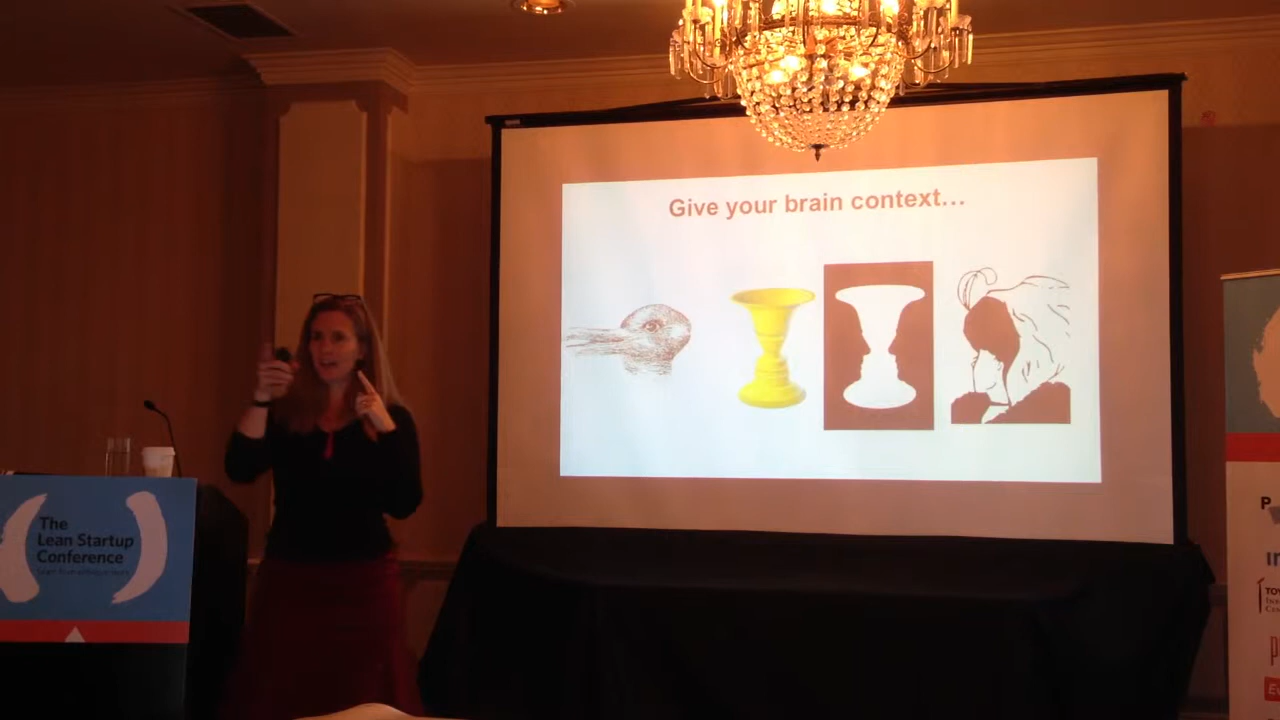 Give your brain context…
The
Lean Startup
Conference
P